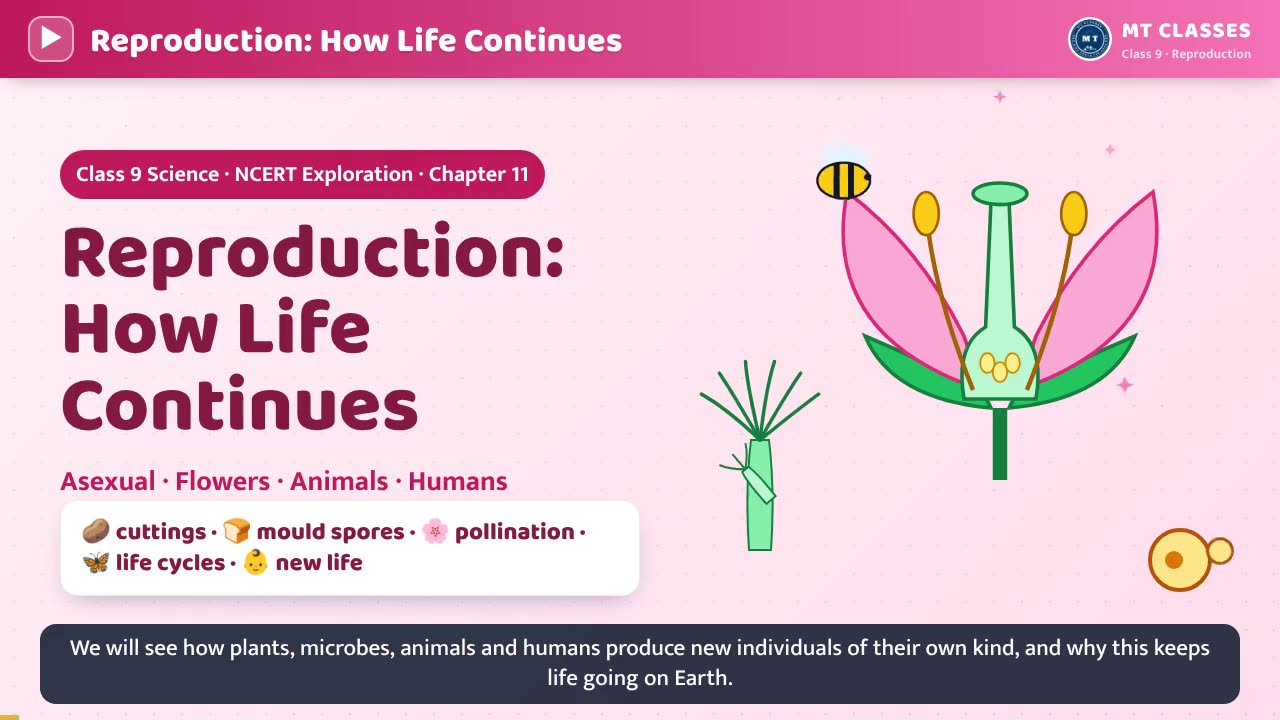 Reproduction: How Life Continues
MT
MT CLASSES
Class 9 · Reproduction
Class 9 Science · NCERT Exploration · Chapter 11
Reproduction:
How Life
Continues
Asexual · Flowers · Animals · Humans
🥔 cuttings · 🍞 mould spores · 🌸 pollination ·
🦋 life cycles · 👶 new life
We will see how plants, microbes, animals and humans produce new individuals of their own kind, and why this keeps
life going on Earth.